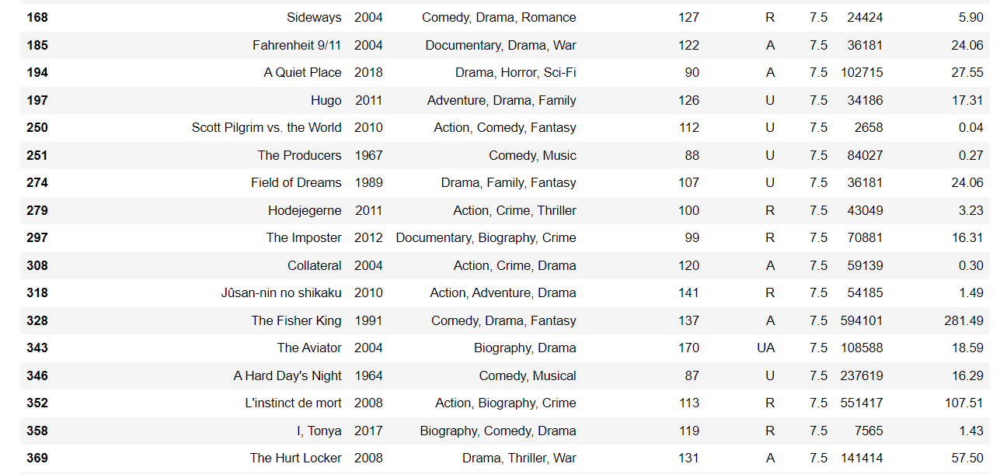 168 Sideways 2004 Comedy, Drama, Romance 127 R 7.5 24424 5.90
185 Fahrenheit 9/11 2004 Documentary, Drama, War 122 A 7.5 36181 24.06
194 A Quiet Place 2018 Drama, Horror, Sci-Fi 90 A 7.5 102715 27.55
197 Hugo 2011 Adventure, Drama, Family 126 U 7.5 34186 17.31
250 Scott Pilgrim vs. the World 2010 Action, Comedy, Fantasy 112 U 7.5 2658 0.04
251 The Producers 1967 Comedy, Music 88 U 7.5 84027 0.27
274 Field of Dreams 1989 Drama, Family, Fantasy 107 U 7.5 36181 24.06
279 Hodejegerne 2011 Action, Crime, Thriller 100 R 7.5 43049 3.23
297 The Imposter 2012 Documentary, Biography, Crime 99 R 7.5 70881 16.31
308 Collateral 2004 Action, Crime, Drama 120 A 7.5 59139 0.30
318 Jûsan-nin no shikaku 2010 Action, Adventure, Drama 141 R 7.5 54185 1.49
328 The Fisher King 1991 Comedy, Drama, Fantasy 137 A 7.5 594101 281.49
343 The Aviator 2004 Biography, Drama 170 UA 7.5 108588 18.59
346 A Hard Day's Night 1964 Comedy, Musical 87 U 7.5 237619 16.29
352 L'instinct de mort 2008 Action, Biography, Crime 113 R 7.5 551417 107.51
358 I, Tonya 2017 Biography, Comedy, Drama 119 R 7.5 7565 1.43
369 The Hurt Locker 2008 Drama, Thriller, War 131 A 7.5 141414 57.50